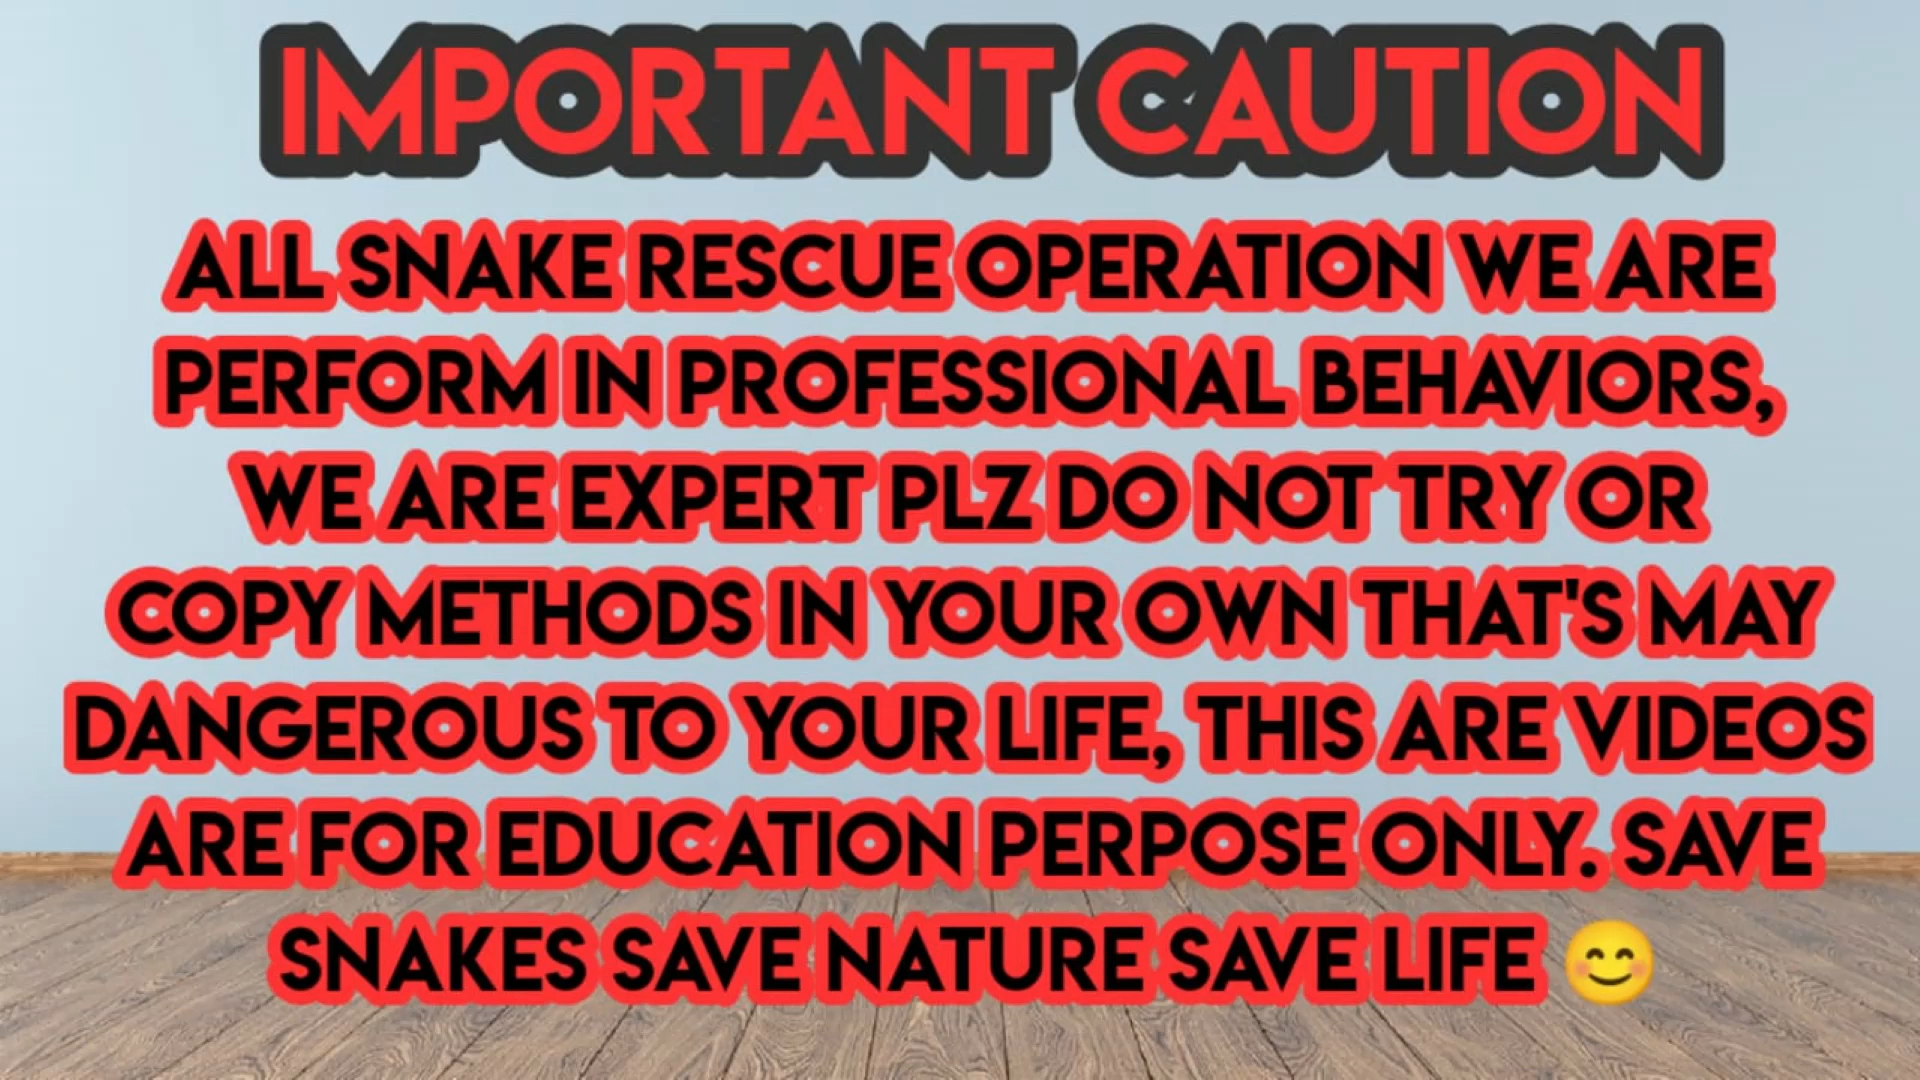 IMPORTANT CAUTION
ALL SNAKE RESCUE OPERATION WE ARE
PERFORM IN PROFESSIONAL BEHAVIORS,
WE ARE EXPERT PLZ DO NOT TRY OR
COPY METHODS IN YOUR OWN THAT'S MAY
DANGEROUS TO YOUR LIFE, THIS ARE VIDEOS
ARE FOR EDUCATION PERPOSE ONLY. SAVE
SNAKES SAVE NATURE SAVE LIFE 😊